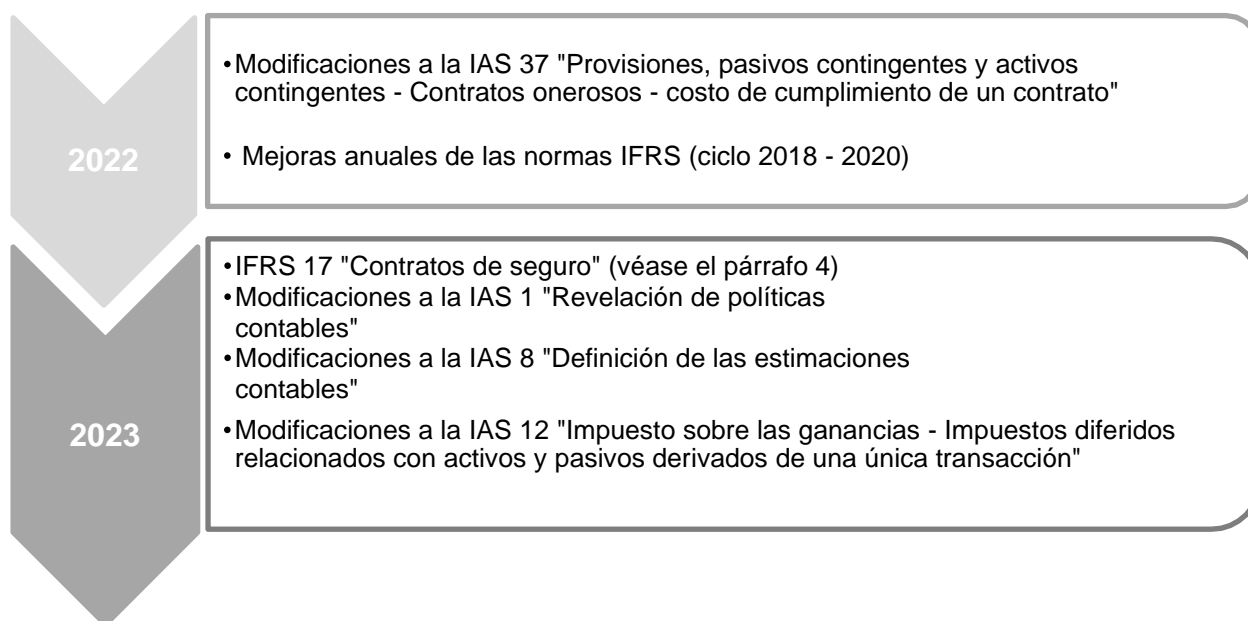 2022
•Modificaciones a la IAS 37 "Provisiones, pasivos contingentes y activos
contingentes - Contratos onerosos - costo de cumplimiento de un contrato"
• Mejoras anuales de las normas IFRS (ciclo 2018 - 2020)
2023
•IFRS 17 "Contratos de seguro" (véase el párrafo 4)
•Modificaciones a la IAS 1 "Revelación de políticas
contables"
•Modificaciones a la IAS 8 "Definición de las estimaciones
contables"
•Modificaciones a la IAS 12 "Impuesto sobre las ganancias - Impuestos diferidos
relacionados con activos y pasivos derivados de una única transacción"